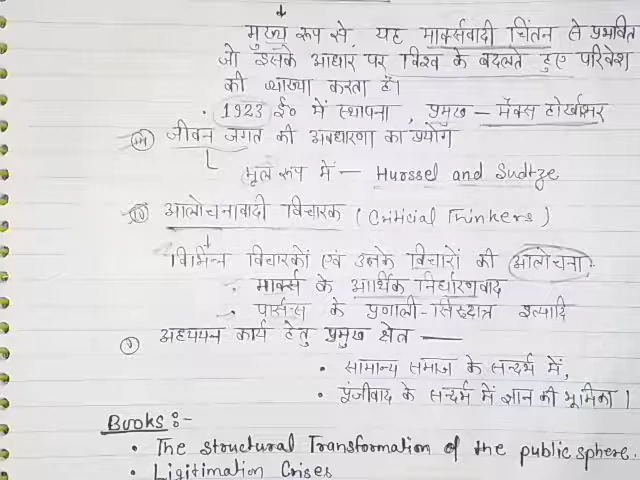 मुख्य रूप से, यह मार्क्सवादी चिंतन से प्रभावित
जो इसके आधार पर विश्व के बदलते हुए परिवेश
की व्याख्या करता है।
• 1923 ई० में स्थापना, प्रमुख – मैक्स होर्खाइमर
(iii) जीवन जगत की अवधारणा का प्रयोग
मूल रूप में – Hurssel and Sudtze
(iv) आलोचनावादी विचारक (Criticial Thinkers)
विभिन्न विचारकों एवं उनके विचारों की आलोचना;
• मार्क्स के आर्थिक निर्धारणवाद
• पार्सन्स के प्रणाली-सिद्धान्त इत्यादि
(v) अध्ययन कार्य हेतु प्रमुख क्षेत्र —
• सामान्य समाज के सन्दर्भ में,
• पूंजीवाद के सन्दर्भ में ज्ञान की भूमिका।
Books :-
• The structural Transformation of the public sphere.
• Ligitimation Crises